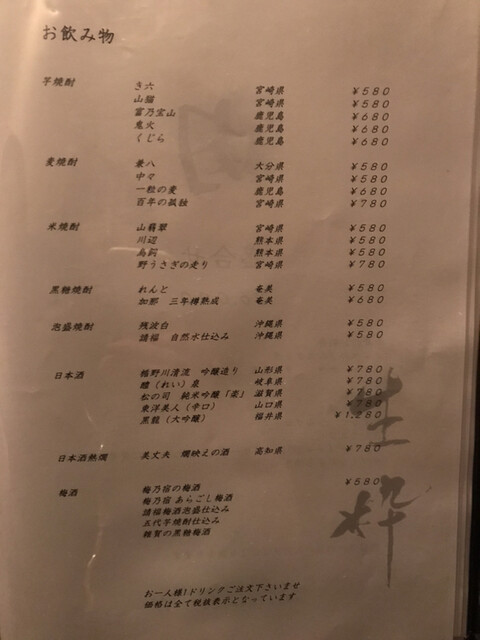 お飲み物
芋焼酎 き六 宮崎県 ￥580
山猫 宮崎県 ￥580
富乃宝山 鹿児島 ￥680
鬼火 鹿児島 ￥680
くじら 鹿児島 ￥680
麦焼酎 兼八 大分県 ￥580
中々 宮崎県 ￥580
一粒の麦 鹿児島 ￥680
百年の孤独 宮崎県 ￥780
米焼酎 山翡翠 宮崎県 ￥580
川辺 熊本県 ￥580
鳥飼 熊本県 ￥580
野うさぎの走り 宮崎県 ￥780
黒糖焼酎 れんと 奄美 ￥580
加那 三年樽熟成 奄美 ￥680
泡盛焼酎 残波白 沖縄県 ￥580
請福 自然水仕込み 沖縄県 ￥580
日本酒 樽野川清流 吟醸造り 山形県 ￥780
醴（れい）泉 岐阜県 ￥780
松の司 純米吟醸「楽」 滋賀県 ￥780
東洋美人（辛口） 山口県 ￥780
黒龍（大吟醸） 福井県 ￥1,280
日本酒熱燗 美丈夫 燗映えの酒 高知県 ￥780
梅酒 梅乃宿の梅酒 ￥580
梅乃宿 あらごし梅酒
請福梅酒泡盛仕込み
五代芋焼酎仕込み
雑賀の黒糖梅酒
生粋
お一人様1ドリンクご注文下さいませ
価格は全て税抜表示となっています